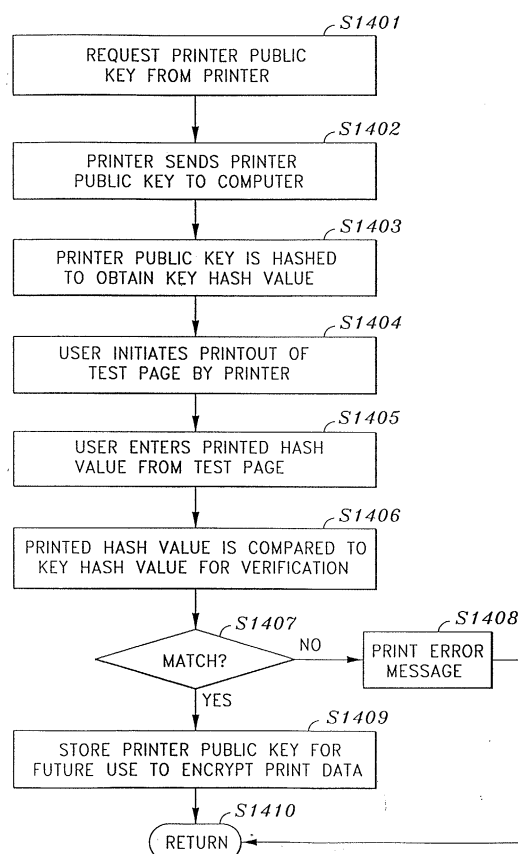 S1401
REQUEST PRINTER PUBLIC
KEY FROM PRINTER
S1402
PRINTER SENDS PRINTER
PUBLIC KEY TO COMPUTER
S1403
PRINTER PUBLIC KEY IS HASHED
TO OBTAIN KEY HASH VALUE
S1404
USER INITIATES PRINTOUT OF
TEST PAGE BY PRINTER
S1405
USER ENTERS PRINTED HASH
VALUE FROM TEST PAGE
S1406
PRINTED HASH VALUE IS COMPARED TO
KEY HASH VALUE FOR VERIFICATION
S1407
MATCH?
NO
S1408
PRINT ERROR
MESSAGE
YES
S1409
STORE PRINTER PUBLIC KEY FOR
FUTURE USE TO ENCRYPT PRINT DATA
S1410
RETURN